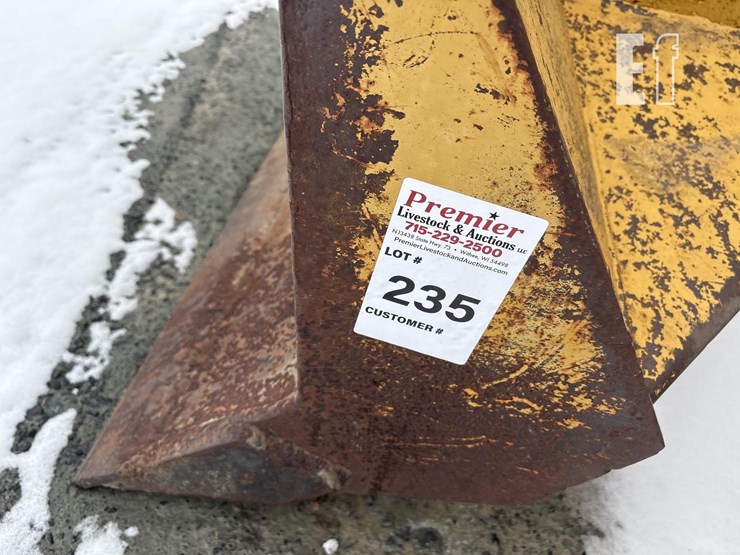 Ef
Premier
Livestock & Auctions LLC
715-229-2500
N13438 State Hwy. 73 • Withee, WI 54498
PremierLivestockandAuctions.com
LOT #
235
CUSTOMER #